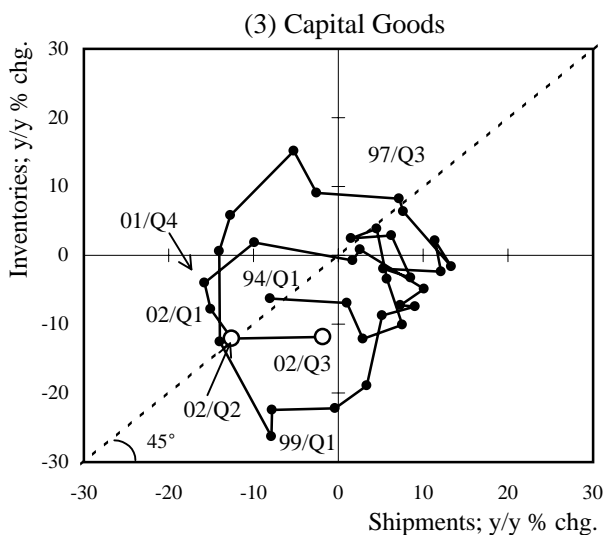 (3) Capital Goods
Inventories; y/y % chg.
30
20
10
0
-10
-20
-30
97/Q3
01/Q4
94/Q1
02/Q1
02/Q3
02/Q2
99/Q1
45°
-30 -20 -10 0 10 20 30
Shipments; y/y % chg.